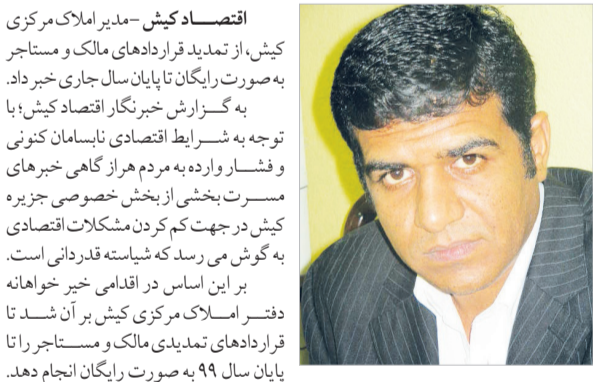 اقتصاد کیش -مدیر املاک مرکزی
کیش، از تمدید قراردادهای مالک و مستاجر
به صورت رایگان تا پایان سال جاری خبر داد.
به گزارش خبرنگار اقتصاد کیش؛ با
توجه به شرایط اقتصادی نابسامان کنونی
و فشار وارده به مردم هراز گاهی خبرهای
مسرت بخشی از بخش خصوصی جزیره
کیش در جهت کم کردن مشکلات اقتصادی
به گوش می رسد که شیاسته قدردانی است.
بر این اساس در اقدامی خیر خواهانه
دفتر املاک مرکزی کیش بر آن شد تا
قراردادهای تمدیدی مالک و مستاجر را تا
پایان سال ۹۹ به صورت رایگان انجام دهد.